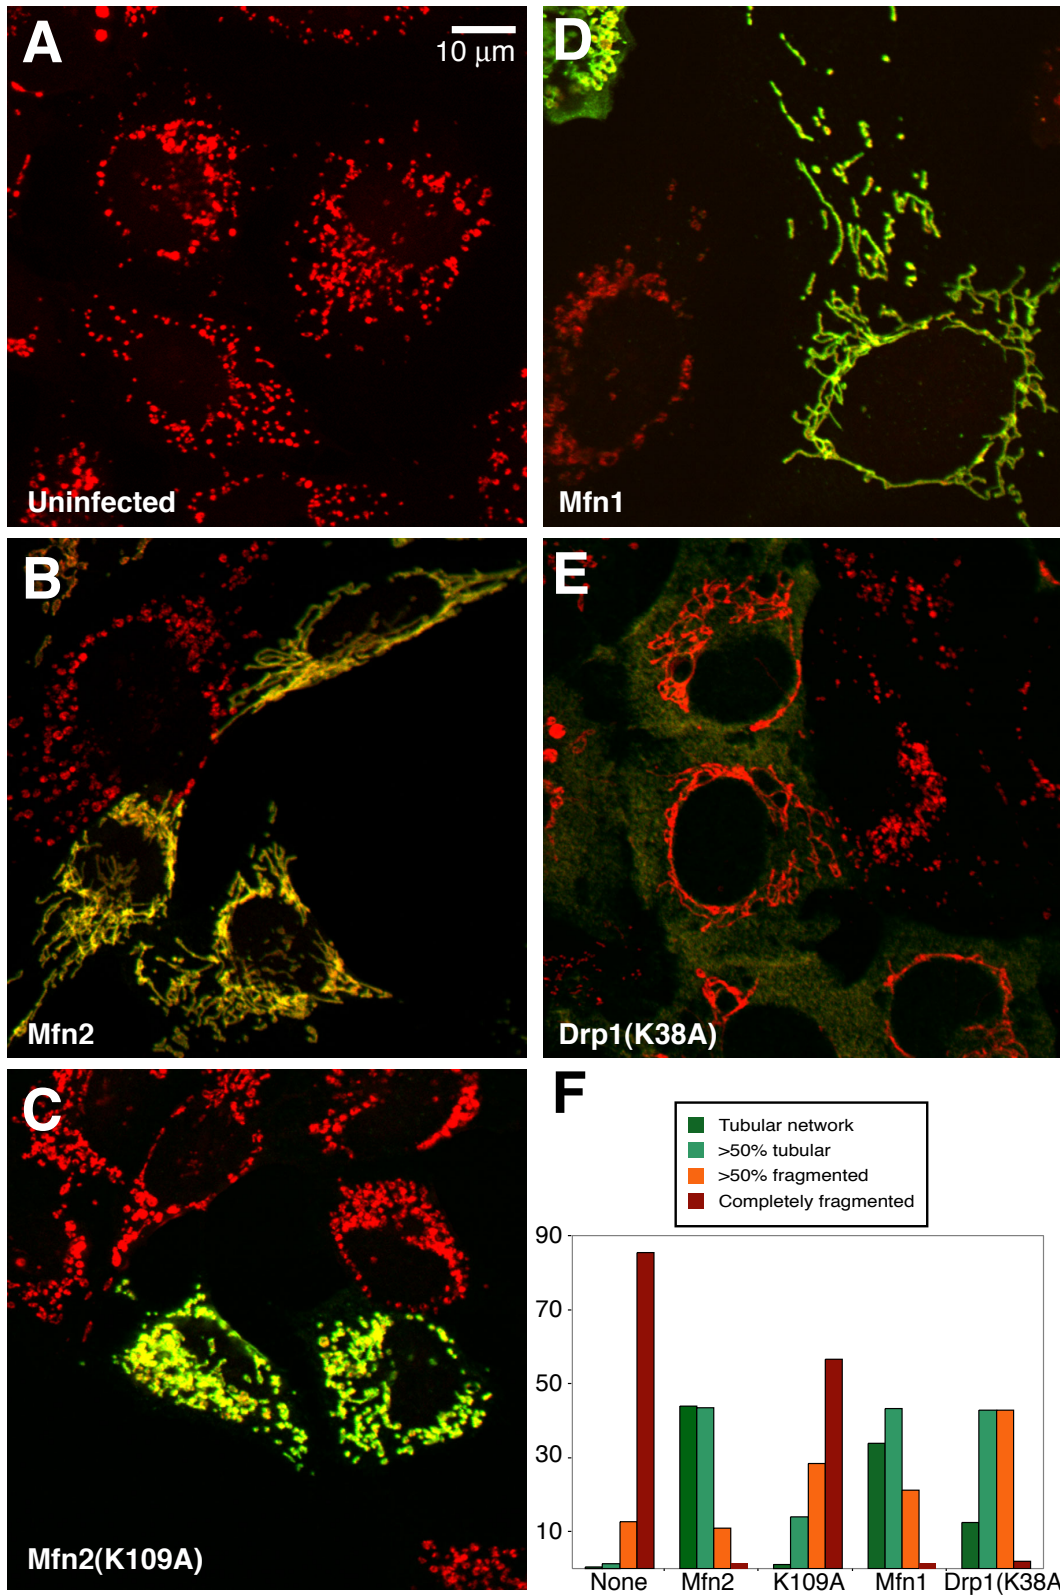 A
10 μm
Uninfected
B
Mfn2
C
Mfn2(K109A)
D
Mfn1
E
Drp1(K38A)
F
Tubular network
>50% tubular
>50% fragmented
Completely fragmented
90
70
50
30
10
None Mfn2 K109A Mfn1 Drp1(K38A